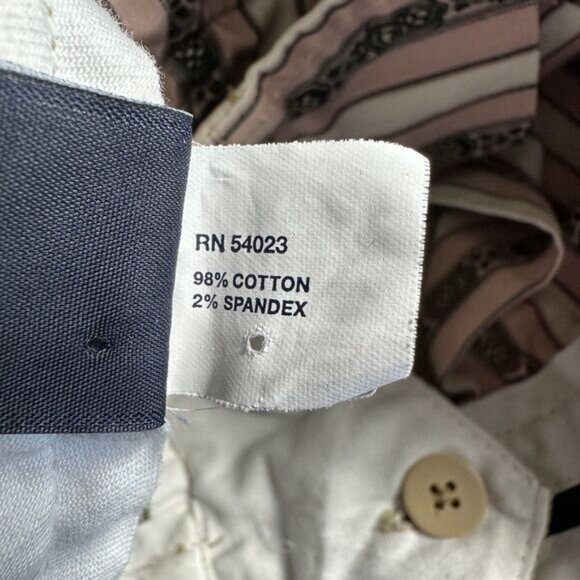 RN 54023
98% COTTON
2% SPANDEX